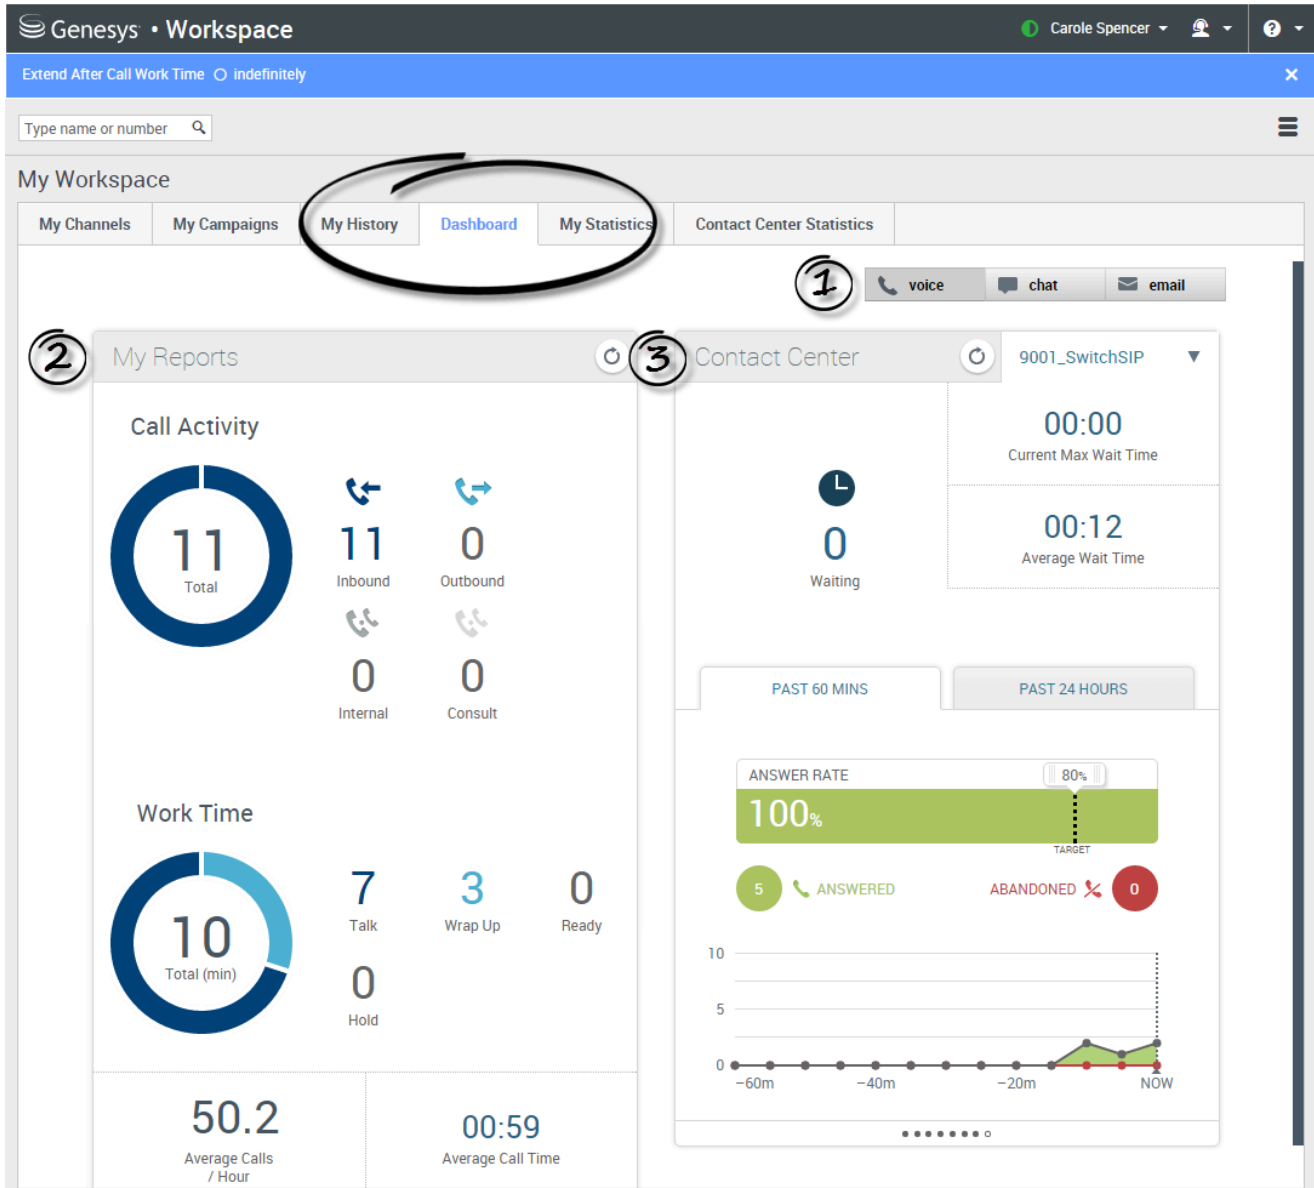 Genesys • Workspace
Carole Spencer
?
Extend After Call Work Time indefinitely
×
Type name or number
My Workspace
My Channels My Campaigns My History Dashboard My Statistics Contact Center Statistics
1 voice chat email
2 My Reports
3 Contact Center 9001_SwitchSIP
Call Activity
11
Total
11 0
Inbound Outbound
0 0
Internal Consult
Work Time
10
Total (min)
7 3 0
Talk Wrap Up Ready
0
Hold
50.2
Average Calls
/ Hour
00:59
Average Call Time
0
Waiting
00:00
Current Max Wait Time
00:12
Average Wait Time
PAST 60 MINS PAST 24 HOURS
ANSWER RATE 80%
100%
TARGET
5 ANSWERED ABANDONED 0
10
5
0
−60m −40m −20m NOW